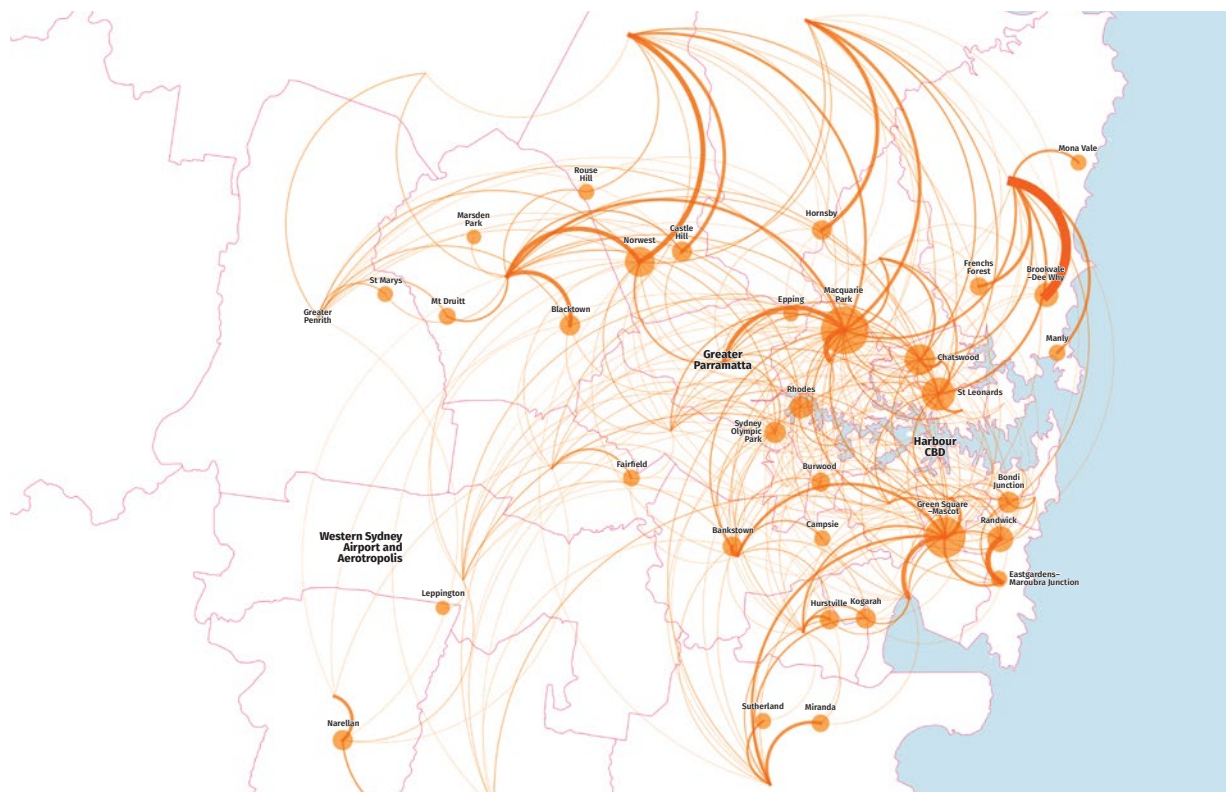 Mona Vale
Rouse
Hill
Marsden
Park
Hornsby
Castle
Hill
Norwest
Frenchs
Forest
Brookvale
–Dee Why
St Marys
Mt Druitt
Greater
Penrith
Blacktown
Epping
Macquarie
Park
Manly
Greater
Parramatta
Chatswood
Rhodes
St Leonards
Sydney
Olympic
Park
Harbour
CBD
Fairfield
Burwood
Bondi
Junction
Green Square
–Mascot
Randwick
Bankstown
Campsie
Western Sydney
Airport and
Aerotropolis
Eastgardens–
Maroubra Junction
Leppington
Hurstville
Kogarah
Sutherland
Miranda
Narellan